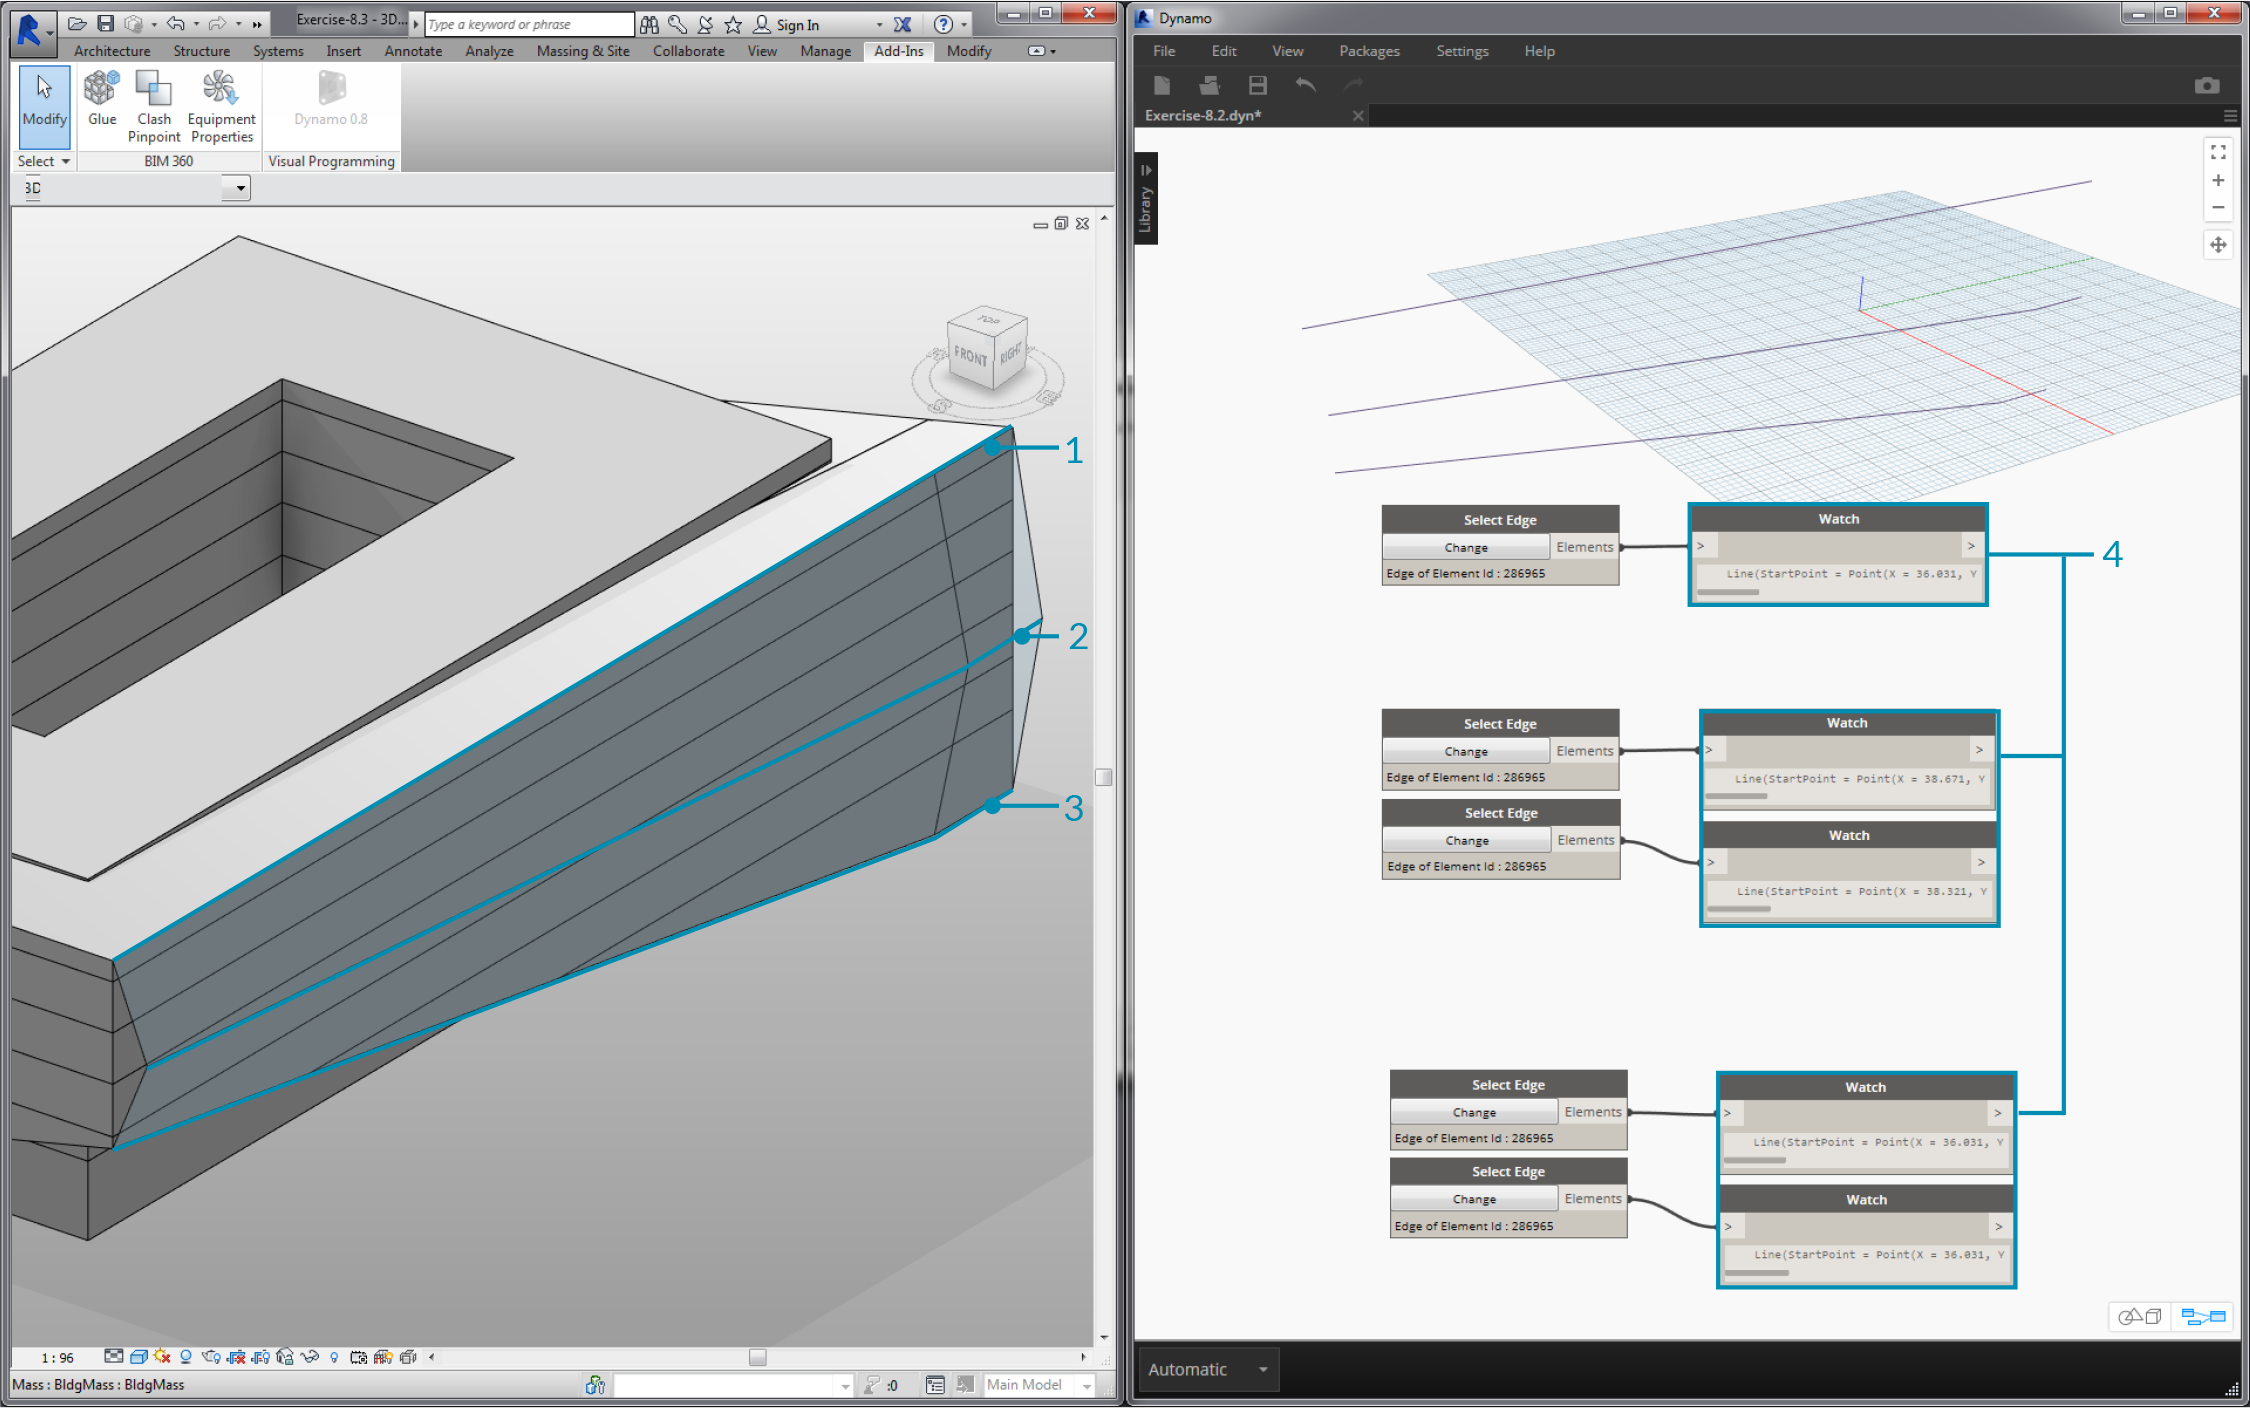 Exercise-8.3 - 3D...
Type a keyword or phrase
Sign In
Architecture Structure Systems Insert Annotate Analyze Massing & Site Collaborate View Manage Add-Ins Modify
Modify
Glue
Clash
Pinpoint
Equipment
Properties
Dynamo 0.8
Select
BIM 360
Visual Programming
3D
TOP
FRONT
RIGHT
1
2
3
1 : 96
Mass : BldgMass : BldgMass
:0
Main Model
Dynamo
File Edit View Packages Settings Help
Exercise-8.2.dyn*
Library
Select Edge
Change
Elements
Edge of Element Id : 286965
Watch
>
>
Line(StartPoint = Point(X = 36.031, Y
4
Select Edge
Change
Elements
Edge of Element Id : 286965
Watch
>
>
Line(StartPoint = Point(X = 38.671, Y
Select Edge
Change
Elements
Edge of Element Id : 286965
Watch
>
>
Line(StartPoint = Point(X = 38.321, Y
Select Edge
Change
Elements
Edge of Element Id : 286965
Watch
>
>
Line(StartPoint = Point(X = 36.031, Y
Select Edge
Change
Elements
Edge of Element Id : 286965
Watch
>
>
Line(StartPoint = Point(X = 36.031, Y
Automatic